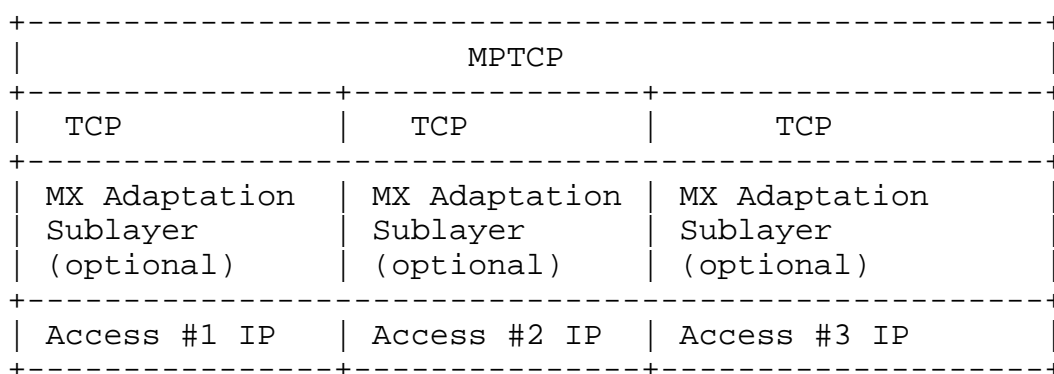 +-----------------------------------------------------+
|                       MPTCP                         |
+----------------+---------------+--------------------+
|  TCP           |   TCP         |      TCP           |
+-----------------------------------------------------+
| MX Adaptation  | MX Adaptation | MX Adaptation      |
| Sublayer       | Sublayer      | Sublayer           |
| (optional)     | (optional)    | (optional)         |
+-----------------------------------------------------+
| Access #1 IP   | Access #2 IP  | Access #3 IP       |
+----------------+---------------+--------------------+